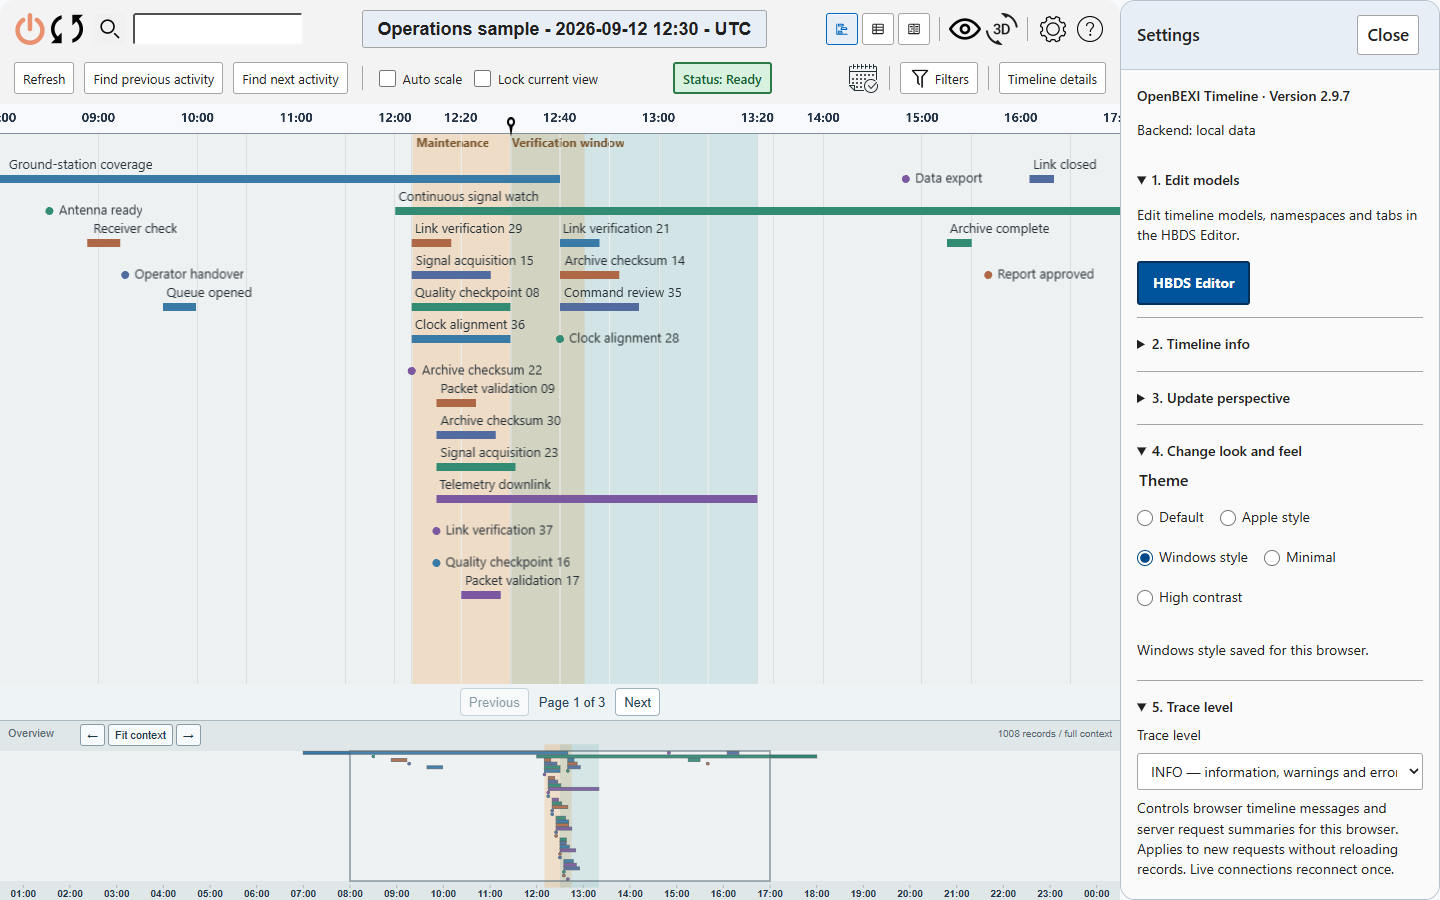 Operations sample - 2026-09-12 12:30 - UTC
3D
?
Refresh
Find previous activity
Find next activity
Auto scale
Lock current view
Status: Ready
Filters
Timeline details
:00
09:00
10:00
11:00
12:00
12:20
12:40
13:00
13:20
14:00
15:00
16:00
17:
Maintenance
Verification window
Ground-station coverage
Link closed
Data export
Continuous signal watch
Antenna ready
Receiver check
Link verification 29
Link verification 21
Archive complete
Signal acquisition 15
Archive checksum 14
Operator handover
Report approved
Queue opened
Quality checkpoint 08
Command review 35
Clock alignment 36
Clock alignment 28
Archive checksum 22
Packet validation 09
Archive checksum 30
Signal acquisition 23
Telemetry downlink
Link verification 37
Quality checkpoint 16
Packet validation 17
Previous
Page 1 of 3
Next
Overview
←
Fit context
→
1008 records / full context
01:00
02:00
03:00
04:00
05:00
06:00
07:00
08:00
09:00
10:00
11:00
12:00
13:00
14:00
15:00
16:00
17:00
18:00
19:00
20:00
21:00
22:00
23:00
00:00
Settings
Close
OpenBEXI Timeline · Version 2.9.7
Backend: local data
1. Edit models
Edit timeline models, namespaces and tabs in
the HBDS Editor.
HBDS Editor
2. Timeline info
3. Update perspective
4. Change look and feel
Theme
Default
Apple style
Windows style
Minimal
High contrast
Windows style saved for this browser.
5. Trace level
Trace level
INFO — information, warnings and error
Controls browser timeline messages and
server request summaries for this browser.
Applies to new requests without reloading
records. Live connections reconnect once.